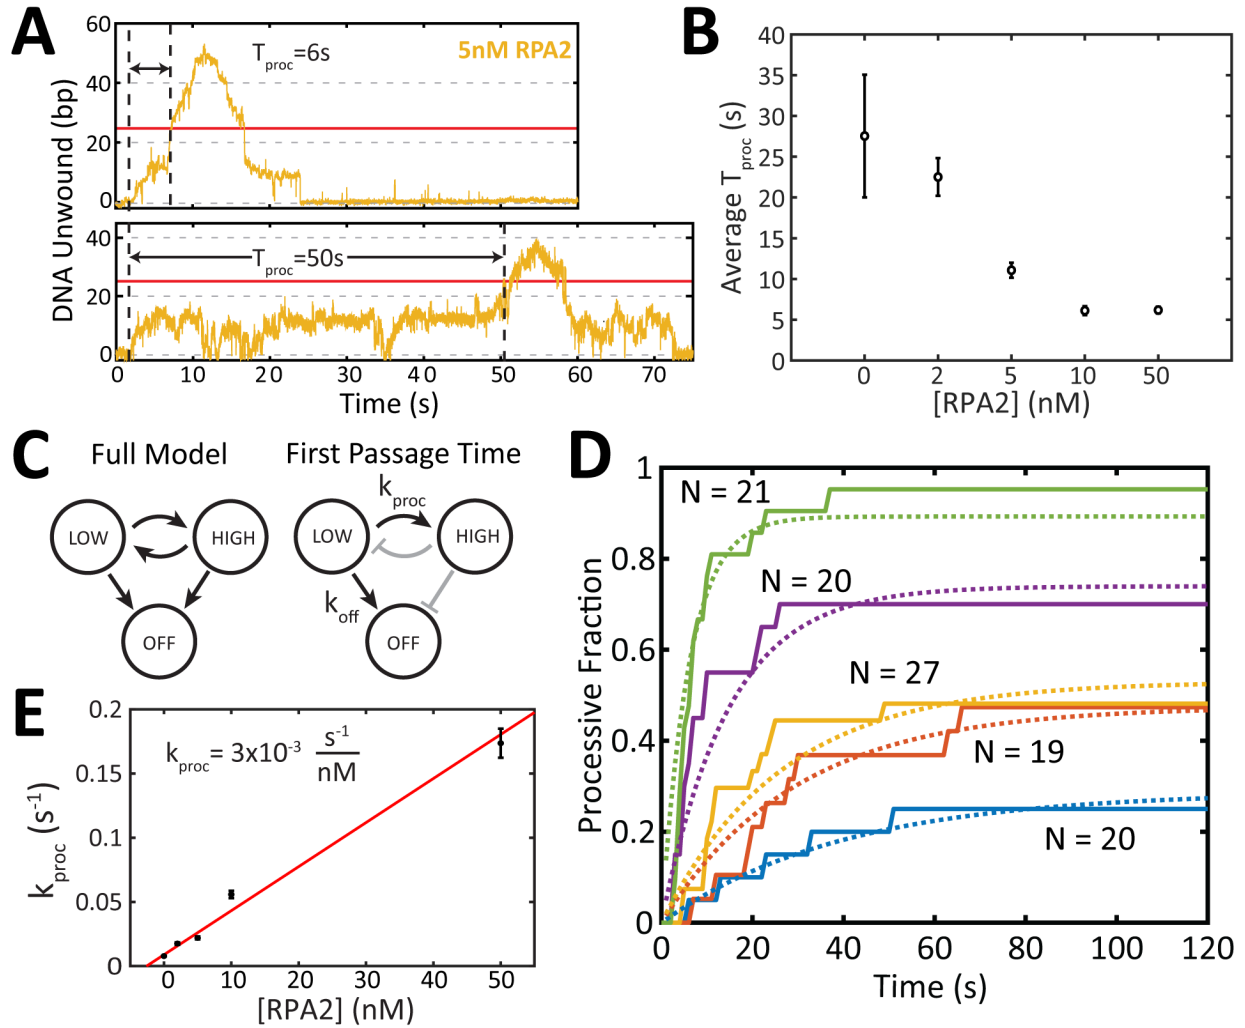 A
60
40
20
0
DNA Unwound (bp)
T proc =6s
5nM RPA2
40
20
0
T proc =50s
0 10 20 30 40 50 60 70
Time (s)
B
40
35
30
25
20
15
10
5
0
Average T proc (s)
0 2 5 10 50
[RPA2] (nM)
C
Full Model
First Passage Time
LOW
HIGH
OFF
k proc
LOW
HIGH
k off
OFF
D
1
0.8
0.6
0.4
0.2
0
Processive Fraction
N = 21
N = 20
N = 27
N = 19
N = 20
0 20 40 60 80 100 120
Time (s)
E
0.2
0.15
0.1
0.05
0
k proc (s-1)
k proc = 3x10-3 s-1
nM
0 10 20 30 40 50
[RPA2] (nM)